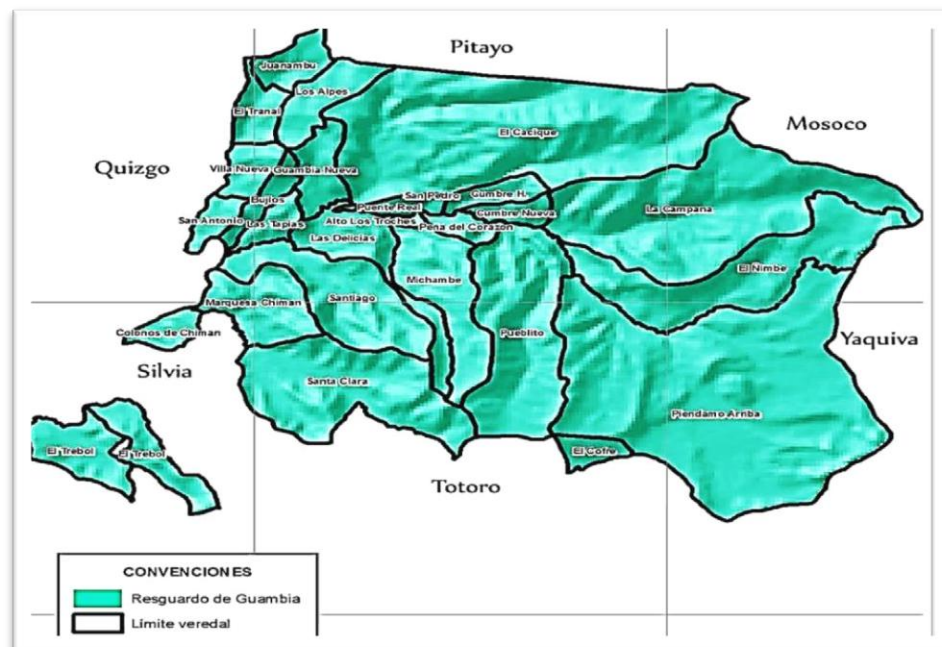 Pitayo
Juanambu
Los Alpes
El Tranal
El Cacique
Mosoco
Quizgo
Villa Nueva
Guambia Nueva
San Pedro
Cumbre H.
Bujios
Puente Real
La Campana
San Antonio
Las Tapias
Alto Los Troches
Cumbre Nueva
Pena del Corazon
Las Delicias
El Nimbe
Michambe
Marquesa Chiman
Santiago
Colonos de Chiman
Pueblito
Yaquiva
Silvia
Santa Clara
Piendamo Arriba
El Trebol
El Trebol
El Cofre
Totoro
CONVENCIONES
Resguardo de Guambia
Límite veredal